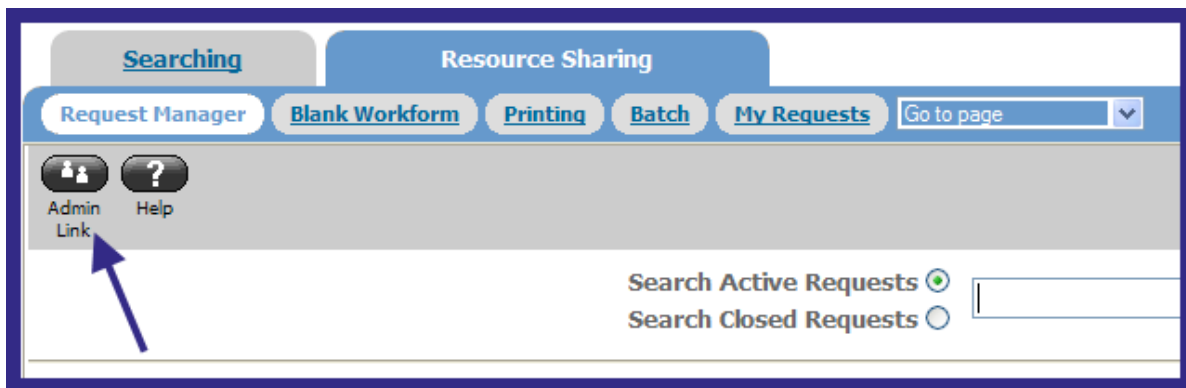 Searching Resource Sharing
Request Manager Blank Workform Printing Batch My Requests Go to page
?
Admin Help
Link
Search Active Requests
Search Closed Requests